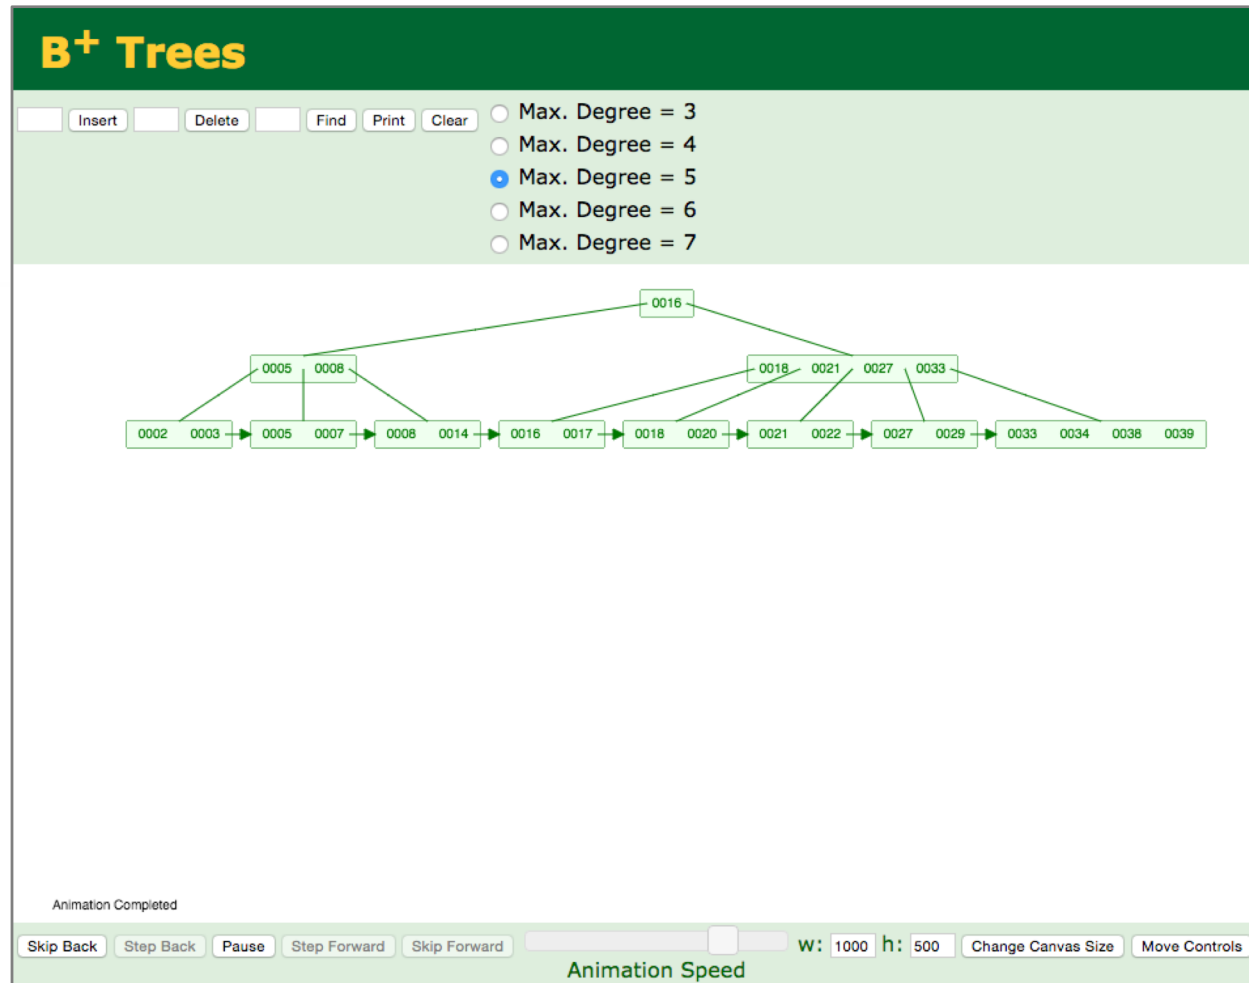 B+ Trees
Insert Delete Find Print Clear
Max. Degree = 3
Max. Degree = 4
Max. Degree = 5
Max. Degree = 6
Max. Degree = 7
0016
0005 0008 0018 0021 0027 0033
0002 0003 0005 0007 0008 0014 0016 0017 0018 0020 0021 0022 0027 0029 0033 0034 0038 0039
Animation Completed
Skip Back Step Back Pause Step Forward Skip Forward w: 1000 h: 500 Change Canvas Size Move Controls
Animation Speed